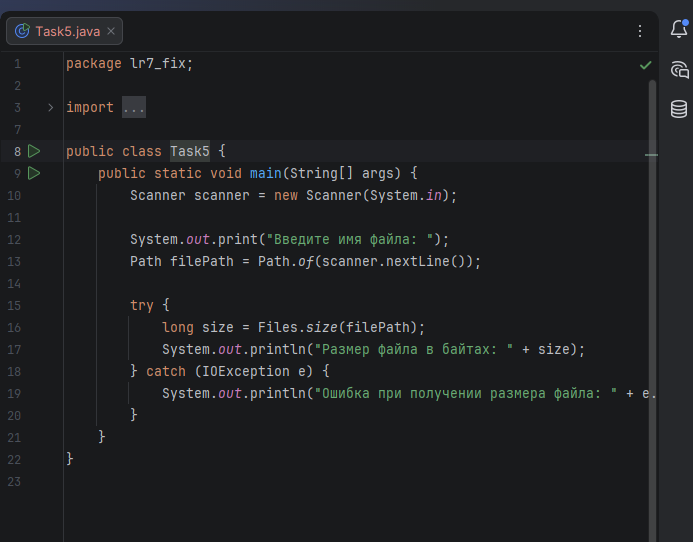 Task5.java
1 package lr7_fix;
2
3 import ...
7
8 public class Task5 {
9 public static void main(String[] args) {
10 Scanner scanner = new Scanner(System.in);
11
12 System.out.print("Введите имя файла: ");
13 Path filePath = Path.of(scanner.nextLine());
14
15 try {
16 long size = Files.size(filePath);
17 System.out.println("Размер файла в байтах: " + size);
18 } catch (IOException e) {
19 System.out.println("Ошибка при получении размера файла: " + e.
20 }
21 }
22 }
23